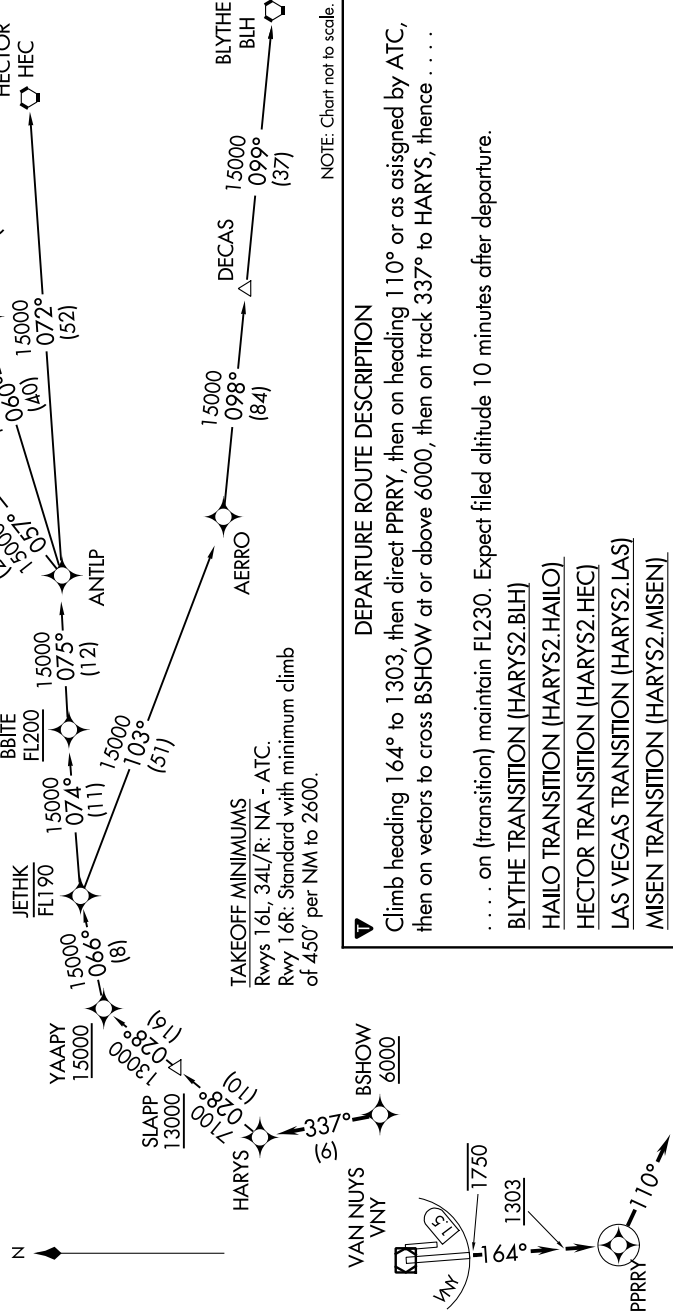 HECTOR
HEC
15000
072°
(52)
060°
(40)
15000
057°
ANTLP
15000
075°
(12)
BBITE
FL200
15000
074°
(11)
JETHK
FL190
15000
066°
(8)
YAAPY
15000
13000
028°
(16)
SLAPP
13000
7100
028°
(10)
HARYS
337°
(6)
BSHOW
6000
15000
103°
(51)
AERRO
15000
098°
(84)
DECAS
15000
099°
(37)
BLYTHE
BLH
NOTE: Chart not to scale.
N
TAKEOFF MINIMUMS
Rwys 16L, 34L/R: NA - ATC.
Rwy 16R: Standard with minimum climb
of 450' per NM to 2600.
VAN NUYS
VNY
VNY
1.5
1750
164°
1303
PPRRY
110°
T
DEPARTURE ROUTE DESCRIPTION
Climb heading 164° to 1303, then direct PPRRY, then on heading 110° or as asisgned by ATC,
then on vectors to cross BSHOW at or above 6000, then on track 337° to HARYS, thence . . . .
. . . . on (transition) maintain FL230. Expect filed altitude 10 minutes after departure.
BLYTHE TRANSITION (HARYS2.BLH)
HAILO TRANSITION (HARYS2.HAILO)
HECTOR TRANSITION (HARYS2.HEC)
LAS VEGAS TRANSITION (HARYS2.LAS)
MISEN TRANSITION (HARYS2.MISEN)